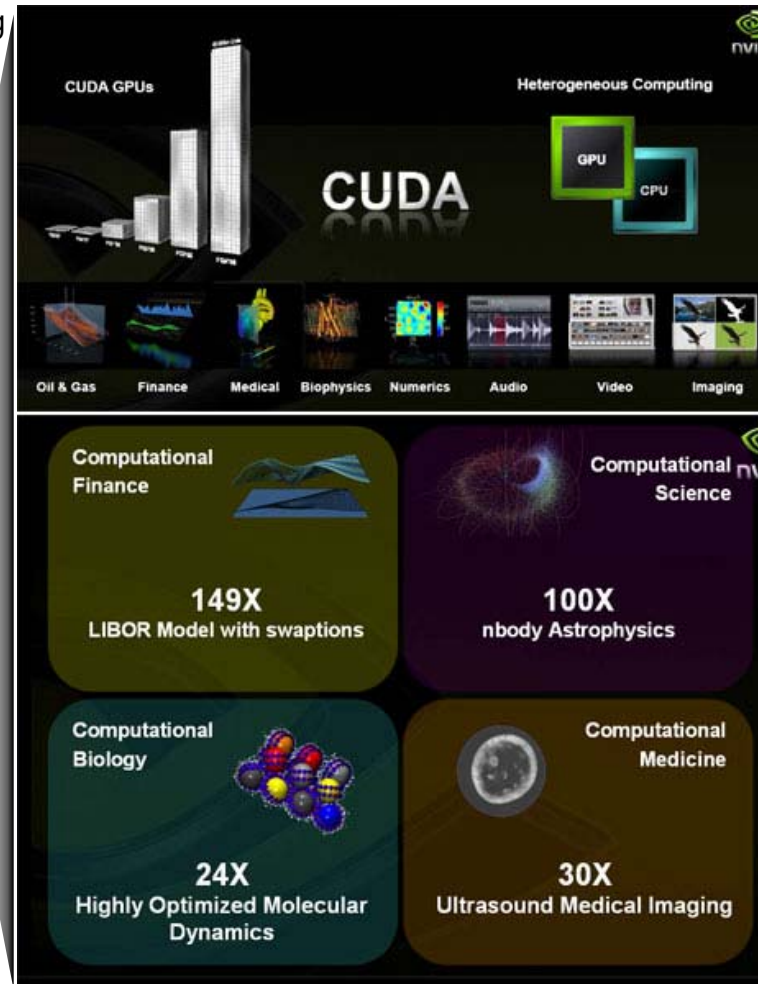 g
CUDA GPUs
Heterogeneous Computing
GPU
CPU
CUDA
Oil & Gas
Finance
Medical
Biophysics
Numerics
Audio
Video
Imaging
Computational
Finance
149X
LIBOR Model with swaptions
Computational
Science
100X
nbody Astrophysics
Computational
Biology
24X
Highly Optimized Molecular
Dynamics
Computational
Medicine
30X
Ultrasound Medical Imaging